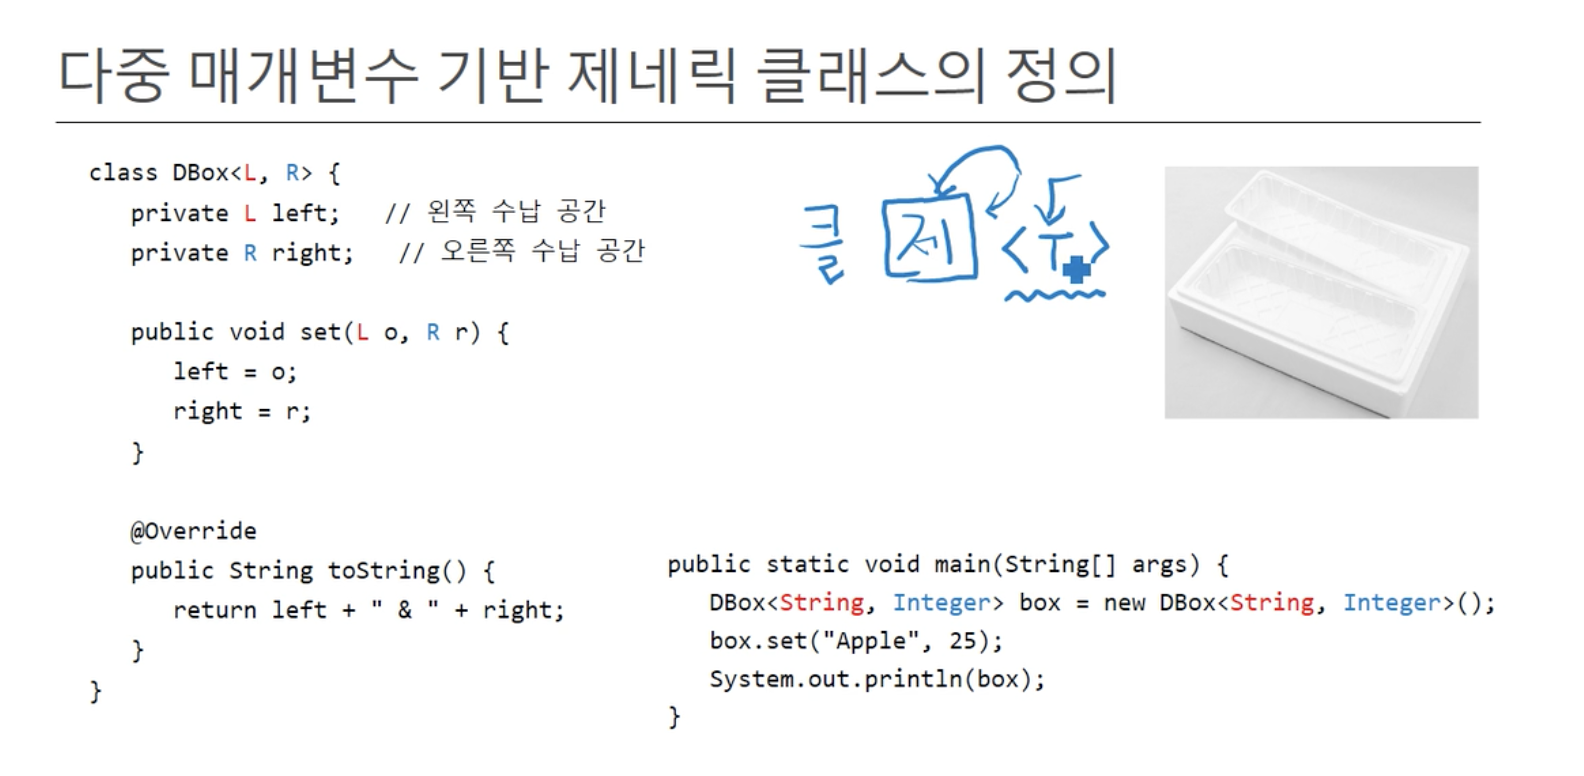 다중 매개변수 기반 제네릭 클래스의 정의
class DBox<L, R> {
private L left; // 왼쪽 수납 공간
private R right; // 오른쪽 수납 공간
public void set(L o, R r) {
left = o;
right = r;
}
@Override
public String toString() {
return left + " & " + right;
}
}
클 제 <T>
public static void main(String[] args) {
DBox<String, Integer> box = new DBox<String, Integer>();
box.set("Apple", 25);
System.out.println(box);
}